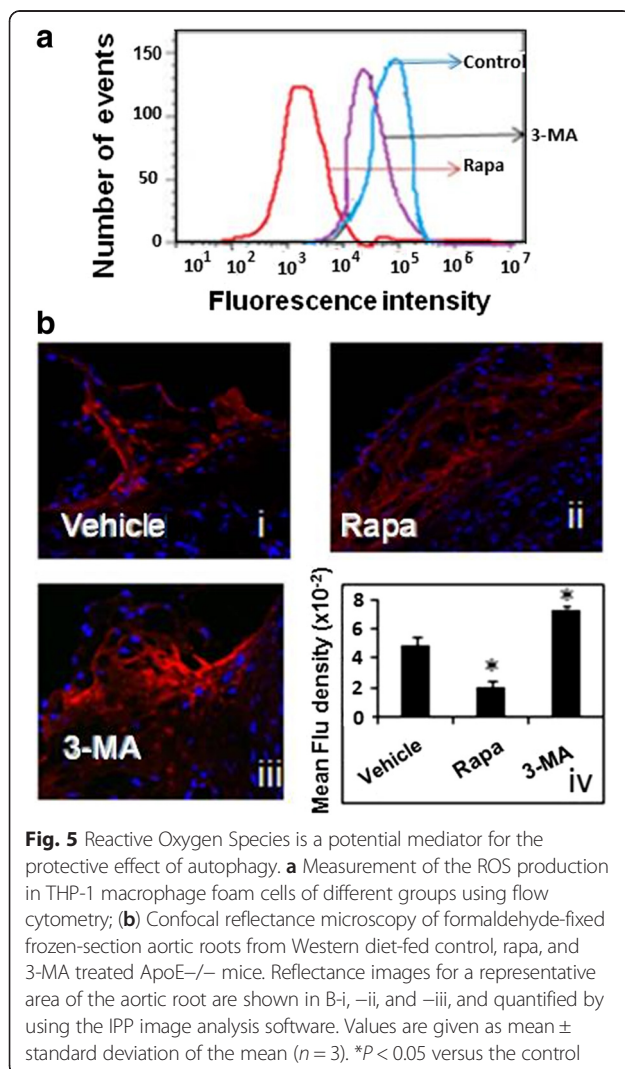 a
Number of events
150
100
50
0
Control
3-MA
Rapa
10¹ 10² 10³ 10⁴ 10⁵ 10⁶ 10⁷
Fluorescence intensity
b
Vehicle i
Rapa ii
3-MA iii
Mean Flu density (x10⁻²)
8
6
4
2
0
*
*
Vehicle Rapa 3-MA
iv
Fig. 5 Reactive Oxygen Species is a potential mediator for the
protective effect of autophagy. a Measurement of the ROS production
in THP-1 macrophage foam cells of different groups using flow
cytometry; (b) Confocal reflectance microscopy of formaldehyde-fixed
frozen-section aortic roots from Western diet-fed control, rapa, and
3-MA treated ApoE−/− mice. Reflectance images for a representative
area of the aortic root are shown in B-i, −ii, and −iii, and quantified by
using the IPP image analysis software. Values are given as mean ±
standard deviation of the mean (n = 3). *P < 0.05 versus the control